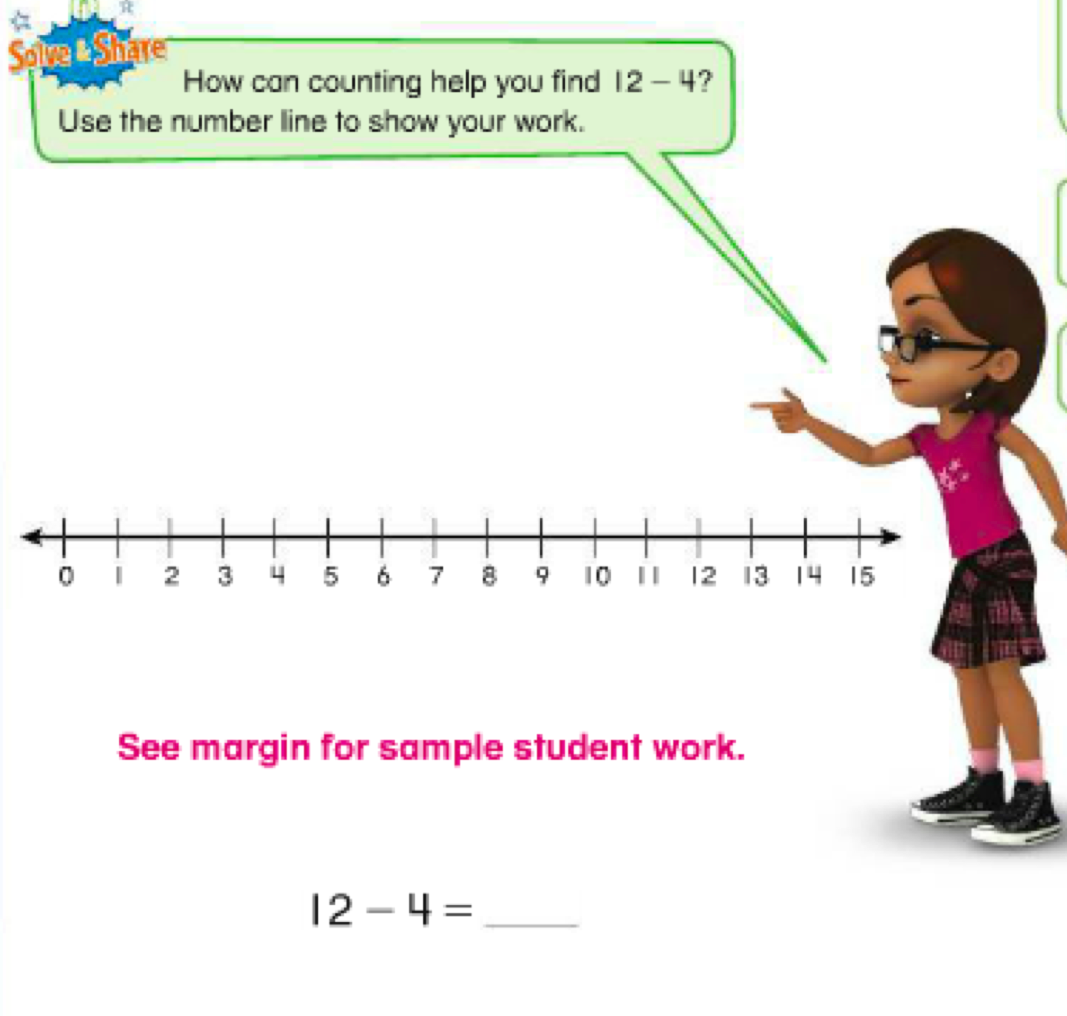 Solve & Share
How can counting help you find 12 – 4?
Use the number line to show your work.
0 1 2 3 4 5 6 7 8 9 10 11 12 13 14 15
See margin for sample student work.
12 – 4 = ____